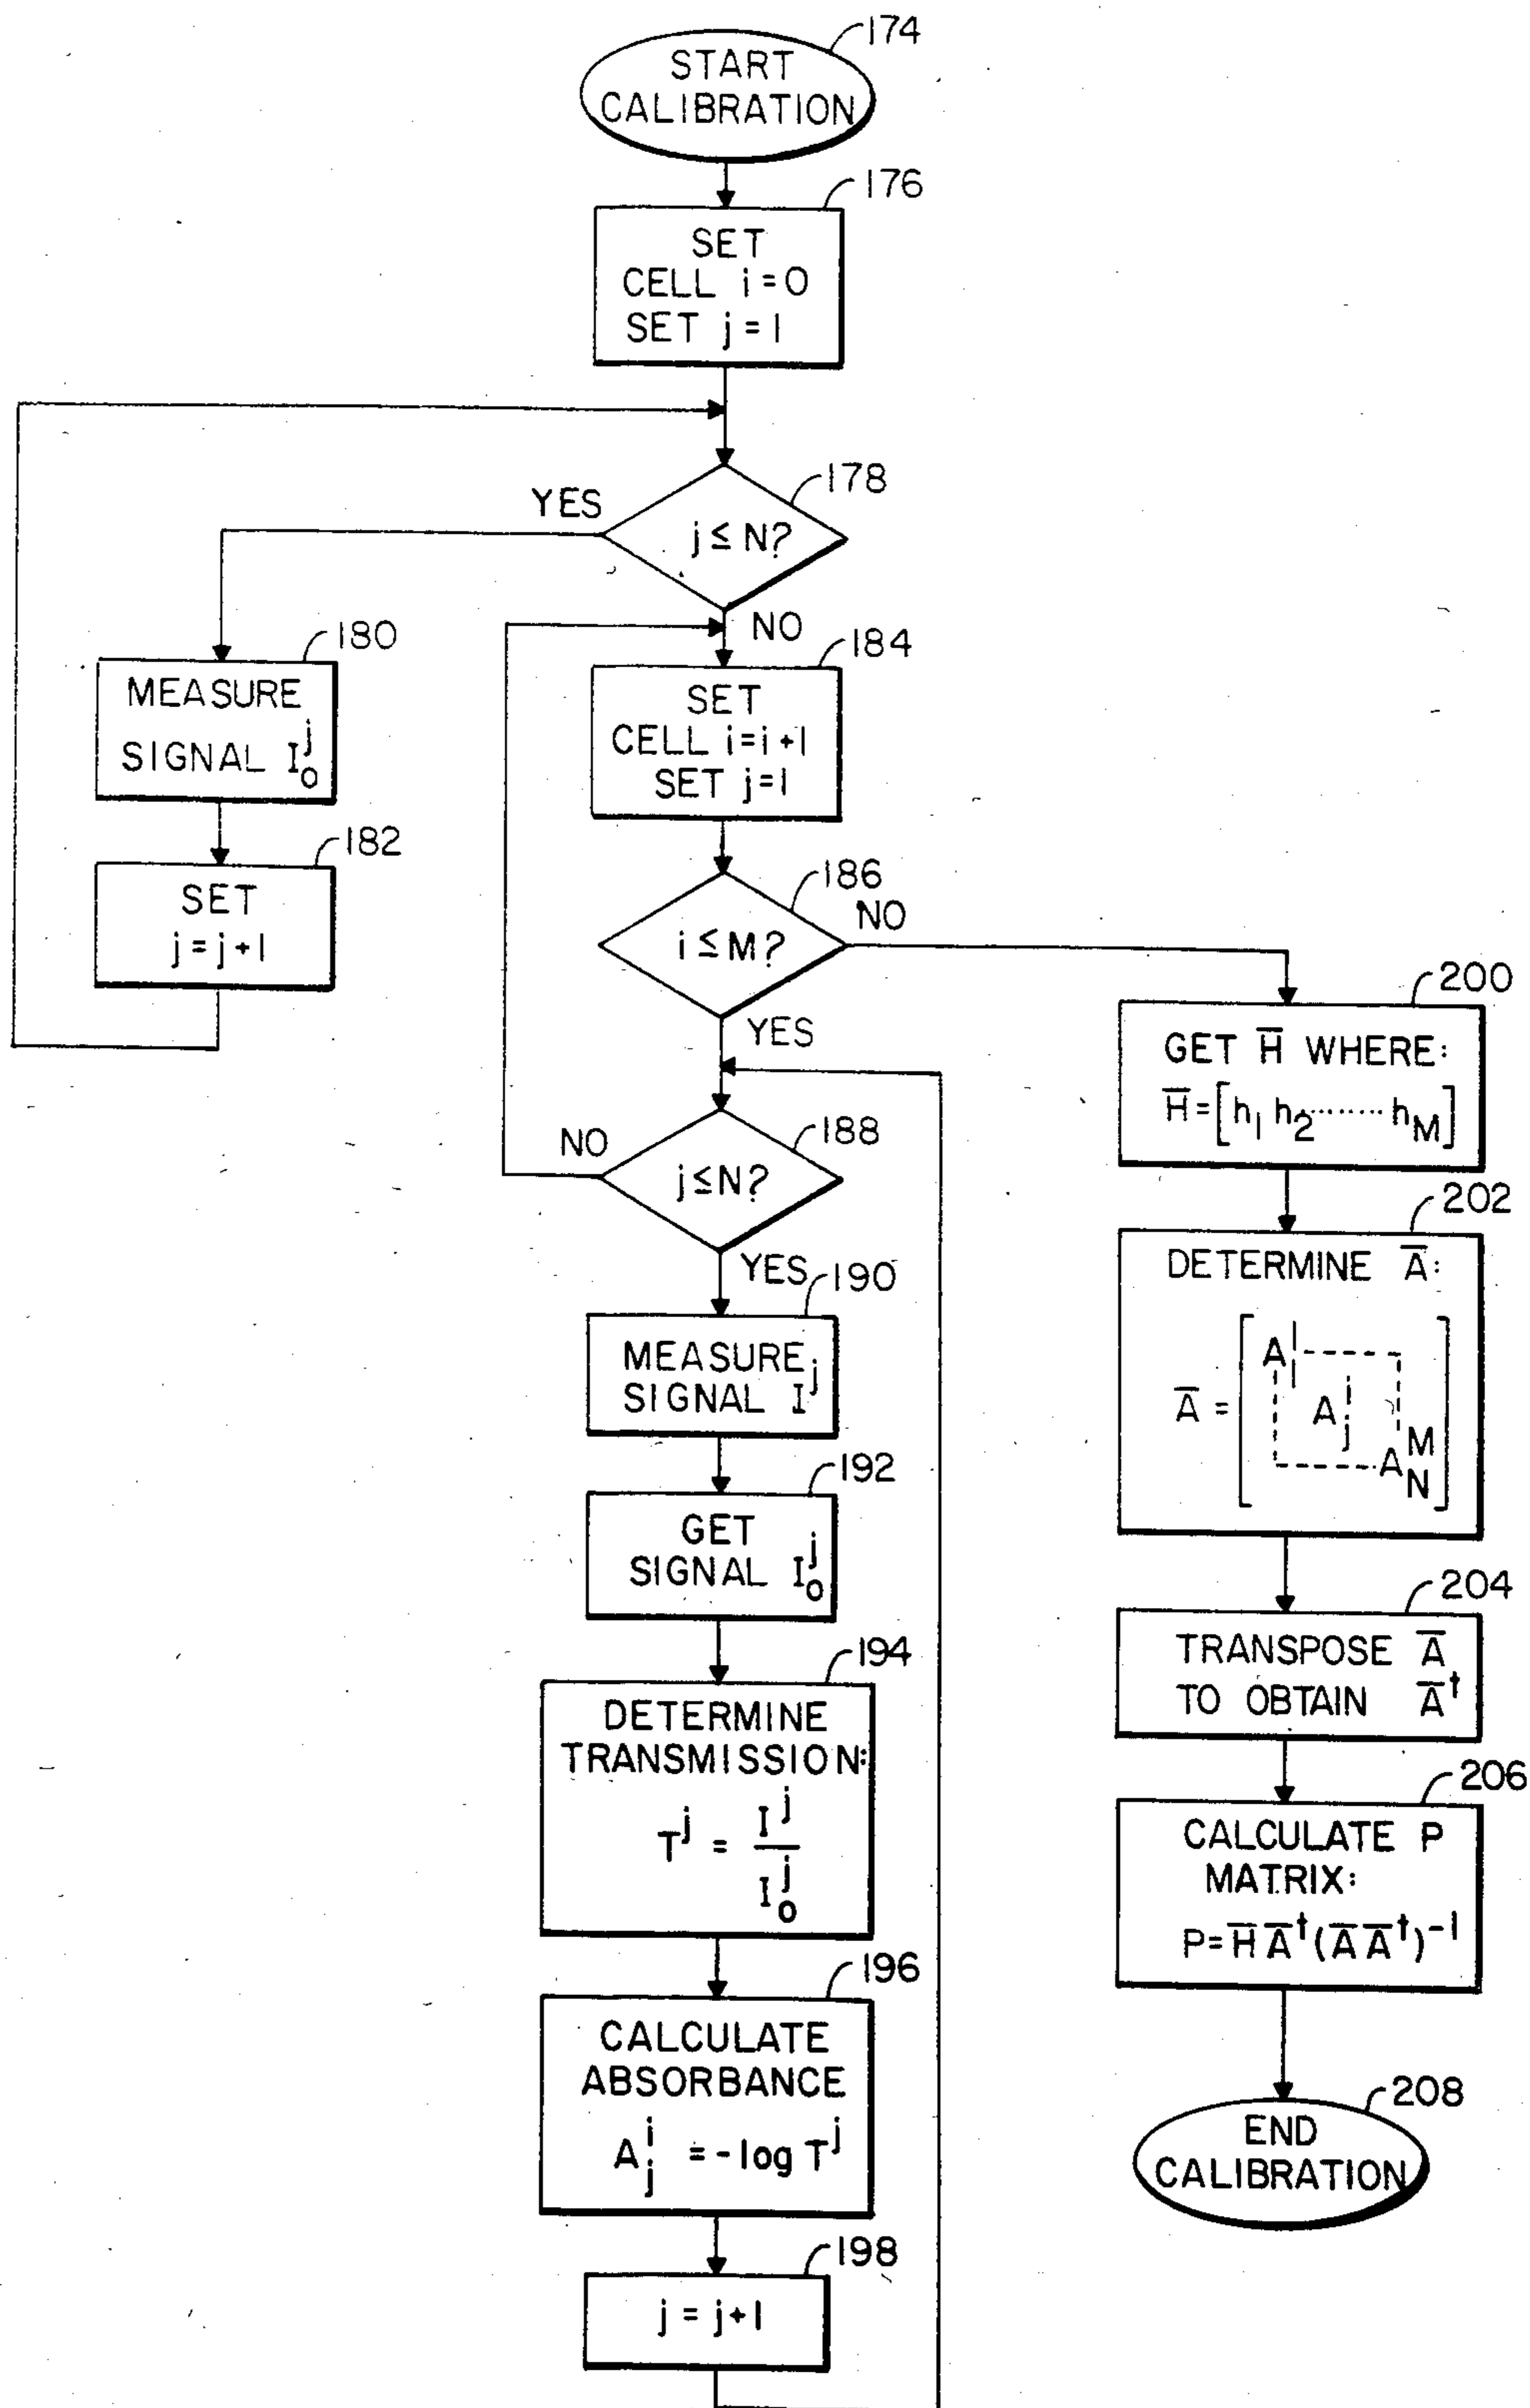 174
START
CALIBRATION
176
SET
CELL i = 0
SET j = 1
178
YES
j ≤ N?
NO
180
MEASURE
SIGNAL I₀ʲ
182
SET
j = j + 1
184
SET
CELL i = i + 1
SET j = 1
186
NO
i ≤ M?
YES
188
NO
j ≤ N?
YES
190
MEASURE
SIGNAL Iʲ
192
GET
SIGNAL I₀ʲ
194
DETERMINE
TRANSMISSION:
Tʲ = Iʲ / I₀ʲ
196
CALCULATE
ABSORBANCE
Aⱼⁱ = -log Tʲ
198
j = j + 1
200
GET H̅ WHERE:
H̅ = [h₁ h₂ ........ h_M]
202
DETERMINE A̅:
A₁¹
A̅ = [ Aⱼⁱ ]
A_N^M
204
TRANSPOSE A̅
TO OBTAIN A̅ᵗ
206
CALCULATE P
MATRIX:
P = H̅ A̅ᵗ (A̅ A̅ᵗ)⁻¹
208
END
CALIBRATION